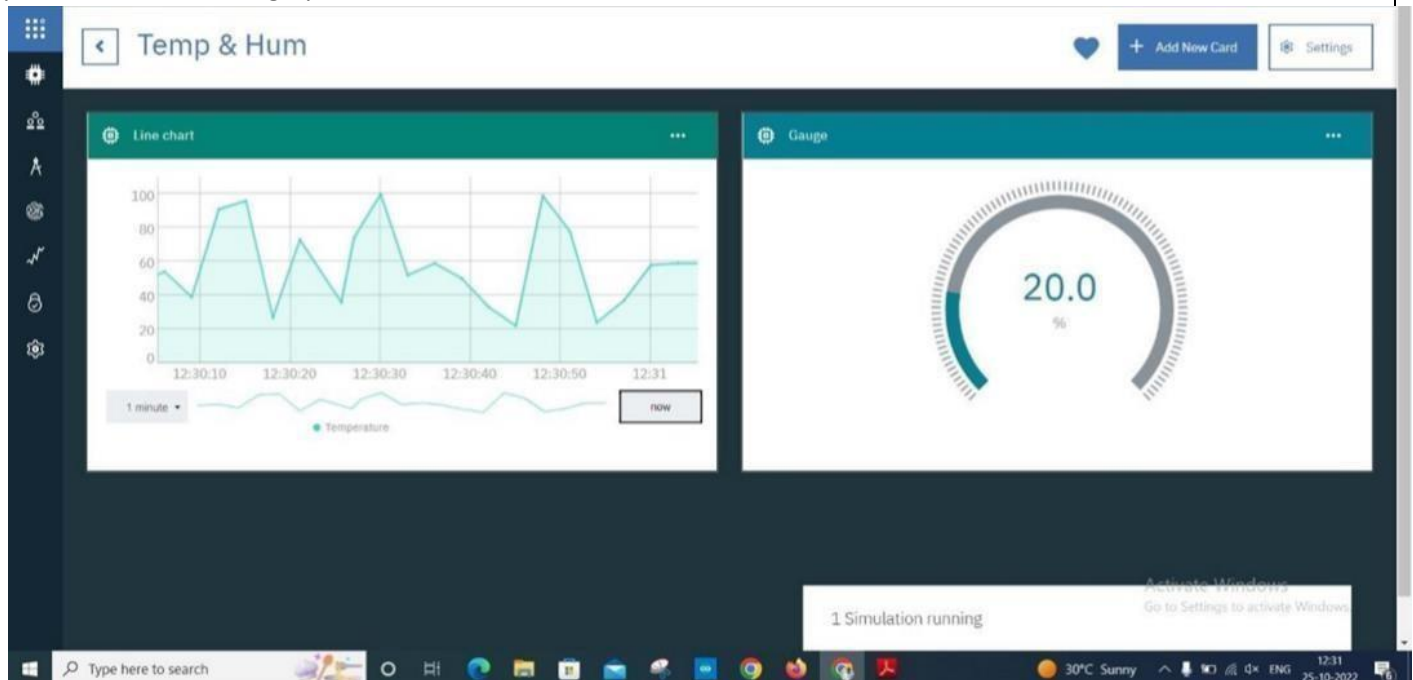 Temp & Hum
+ Add New Card
Settings
Line chart
...
Gauge
...
100
80
60
40
20
0
12:30:10 12:30:20 12:30:30 12:30:40 12:30:50 12:31
1 minute
now
Temperature
20.0
%
1 Simulation running
Activate Windows
Go to Settings to activate Windows.
Type here to search
30°C Sunny
ENG
12:31
25-10-2022
6